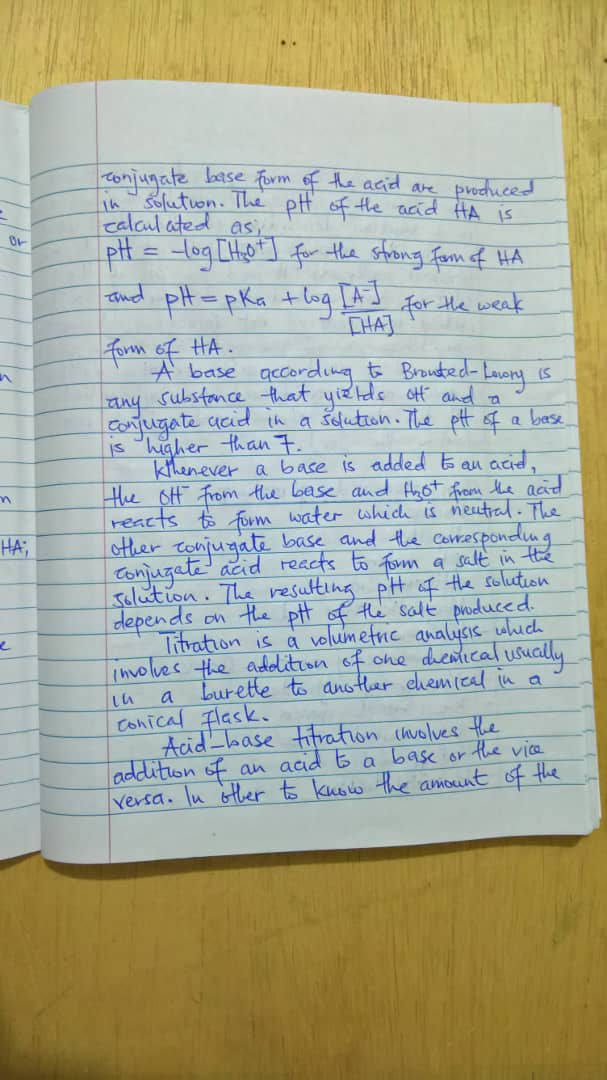 or
n
n
HA;
e
conjugate base form of the acid are produced
in solution. The pH of the acid HA is
calculated as;
pH = -log[H₃O⁺] for the strong form of HA
and pH = pKa + log [A⁻]/[HA] for the weak
form of HA.
A base according to Bronsted-Lowry is
any substance that yields OH⁻ and a
conjugate acid in a solution. The pH of a base
is higher than 7.
Whenever a base is added to an acid,
the OH⁻ from the base and H₃O⁺ from the acid
reacts to form water which is neutral. The
other conjugate base and the corresponding
conjugate acid reacts to form a salt in the
solution. The resulting pH of the solution
depends on the pH of the salt produced.
Titration is a volumetric analysis which
involves the addition of one chemical usually
in a burette to another chemical in a
conical flask.
Acid-base titration involves the
addition of an acid to a base or the vice
versa. In other to know the amount of the